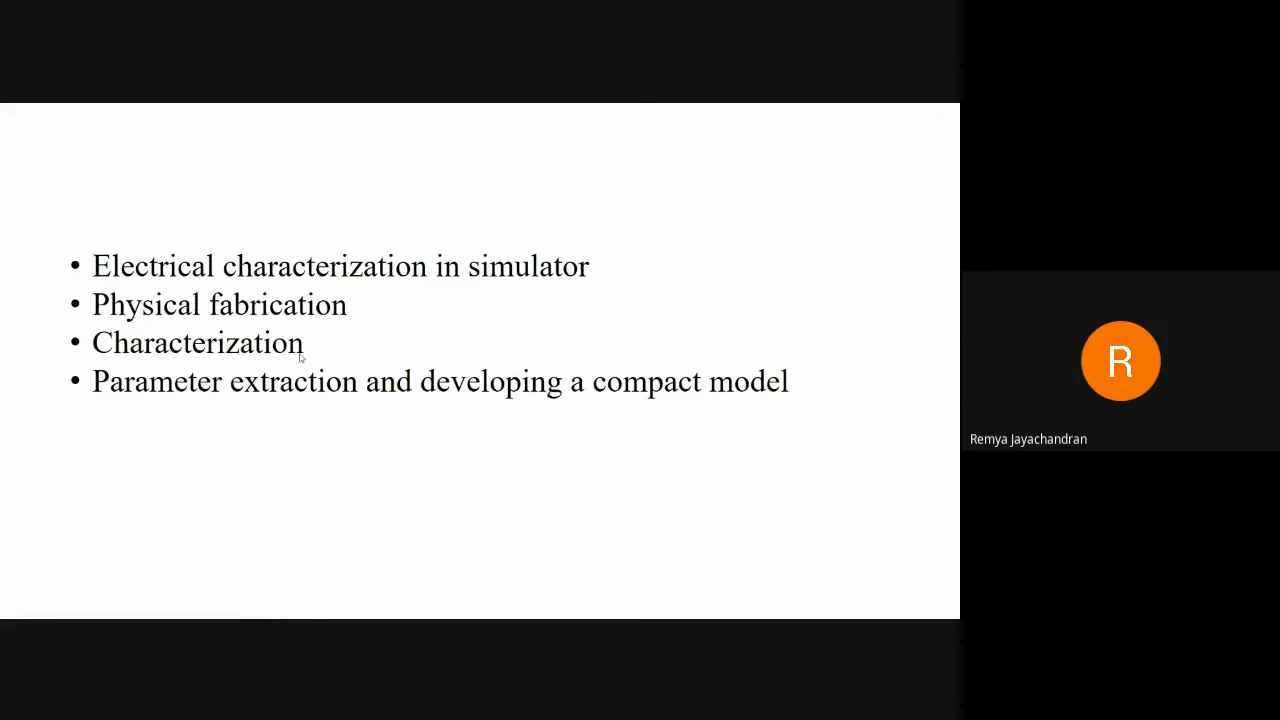 • Electrical characterization in simulator
• Physical fabrication
• Characterization
• Parameter extraction and developing a compact model
R
Remya Jayachandran